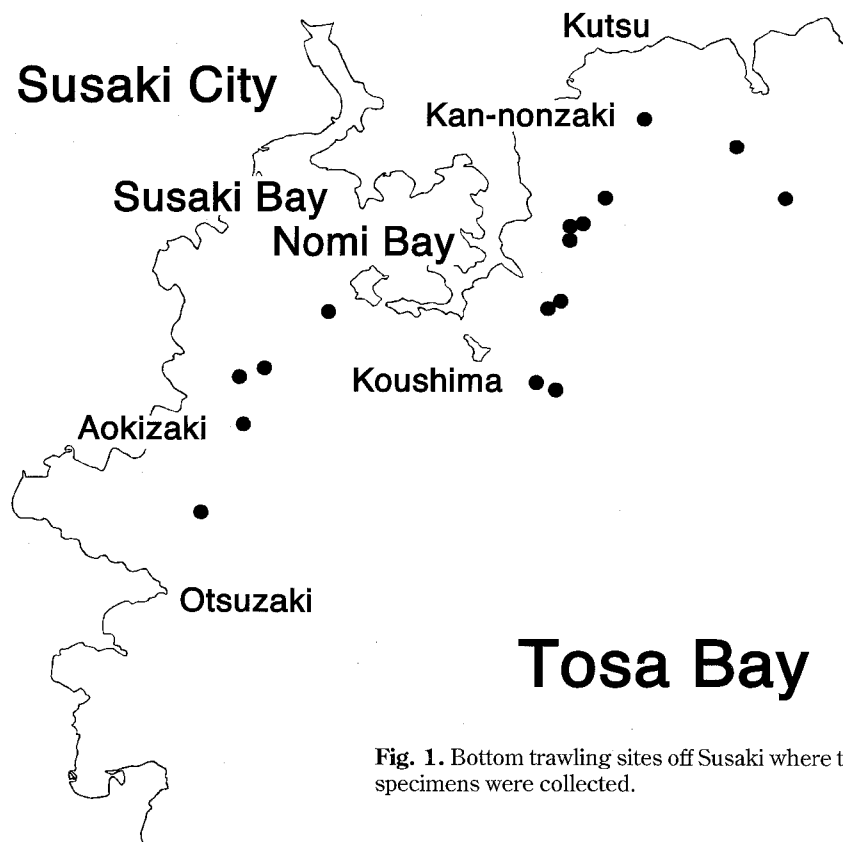 Kutsu
Susaki City
Kan-nonzaki
Susaki Bay
Nomi Bay
Koushima
Aokizaki
Otsuzaki
Tosa Bay
Fig. 1. Bottom trawling sites off Susaki where t
specimens were collected.